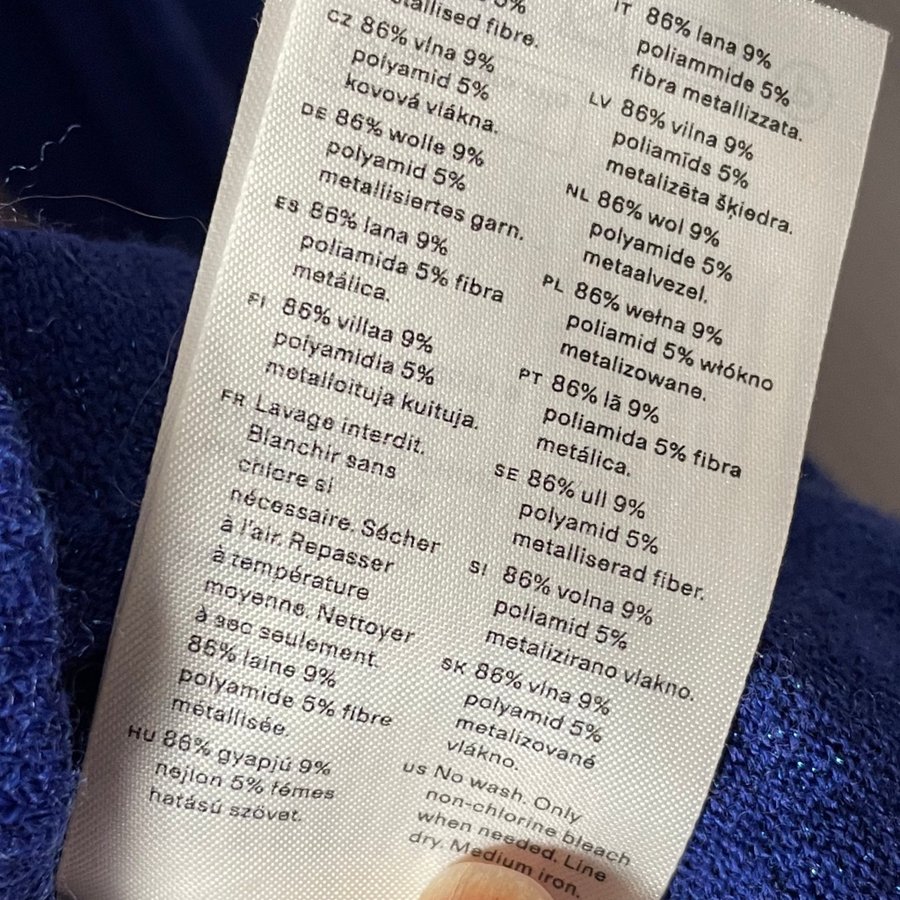 metallised fibre.
CZ 86% vlna 9%
polyamid 5%
kovová vlákna.
DE 86% wolle 9%
polyamid 5%
metallisiertes garn.
ES 86% lana 9%
poliamida 5% fibra
metálica.
FI 86% villaa 9%
polyamidia 5%
metalloituja kuituja.
FR Lavage interdit.
Blanchir sans
chlore si
nécessaire. Sécher
à l'air. Repasser
à température
moyenne. Nettoyer
à sec seulement.
86% laine 9%
polyamide 5% fibre
métallisée
HU 86% gyapjú 9%
nejlon 5% fémes
hatású szövet.
IT 86% lana 9%
poliammide 5%
fibra metallizzata.
LV 86% vilna 9%
poliamīds 5%
metalizēta šķiedra.
NL 86% wol 9%
polyamide 5%
metaalvezel.
PL 86% wełna 9%
poliamid 5% włókno
metalizowane.
PT 86% lã 9%
poliamida 5% fibra
metálica.
SE 86% ull 9%
polyamid 5%
metalliserad fiber.
SI 86% volna 9%
poliamid 5%
metalizirano vlakno.
SK 86% vlna 9%
polyamid 5%
metalizované
vlákno.
US No wash. Only
non-chlorine bleach
when needed. Line
dry. Medium iron.